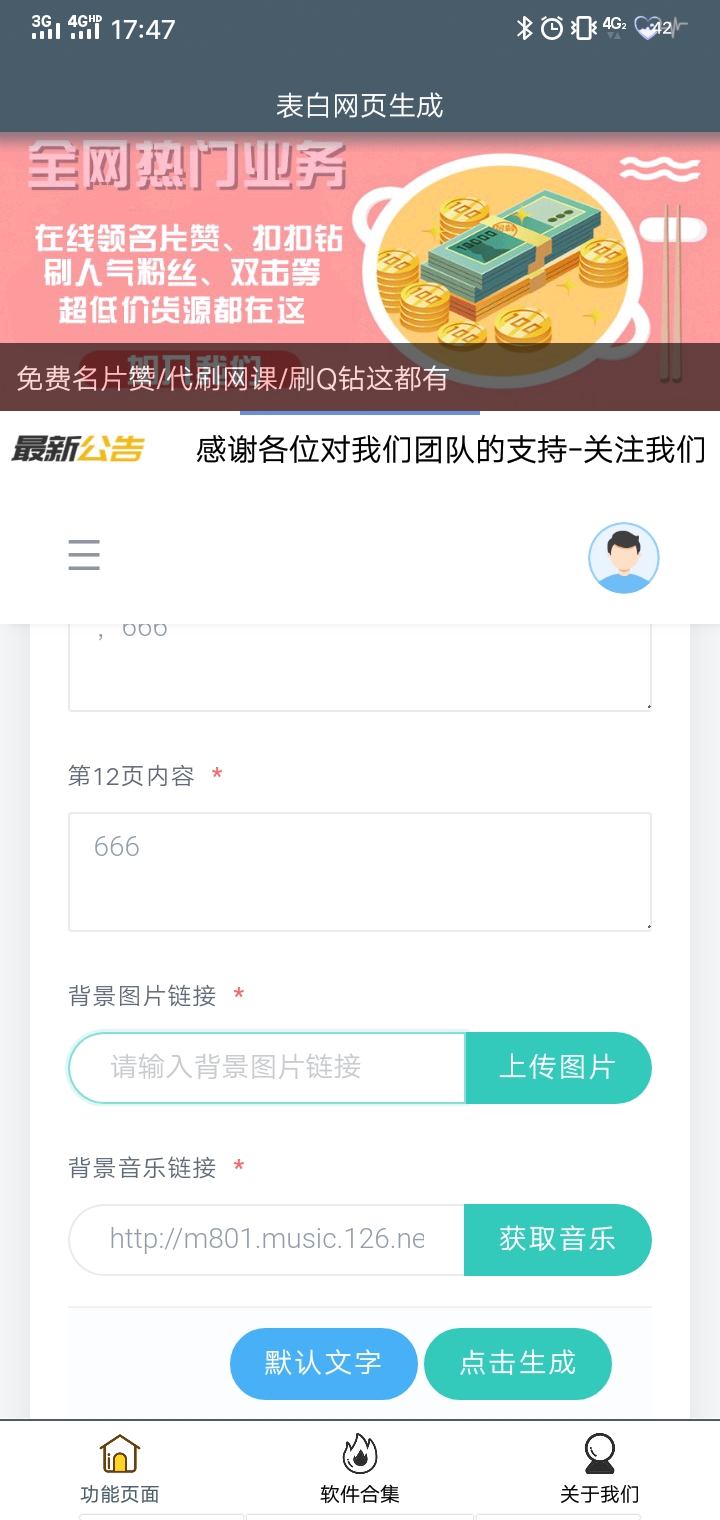 3G 4GHD 17:47 4G2 42
表白网页生成
全网热门业务
在线领名片赞、扣扣钻
刷人气粉丝、双击等
超低价货源都在这
加入我们
免费名片赞/代刷网课/刷Q钻这都有
最新公告 感谢各位对我们团队的支持-关注我们
，666
第12页内容 *
666
背景图片链接 *
请输入背景图片链接 上传图片
背景音乐链接 *
http://m801.music.126.ne 获取音乐
默认文字 点击生成
功能页面 软件合集 关于我们